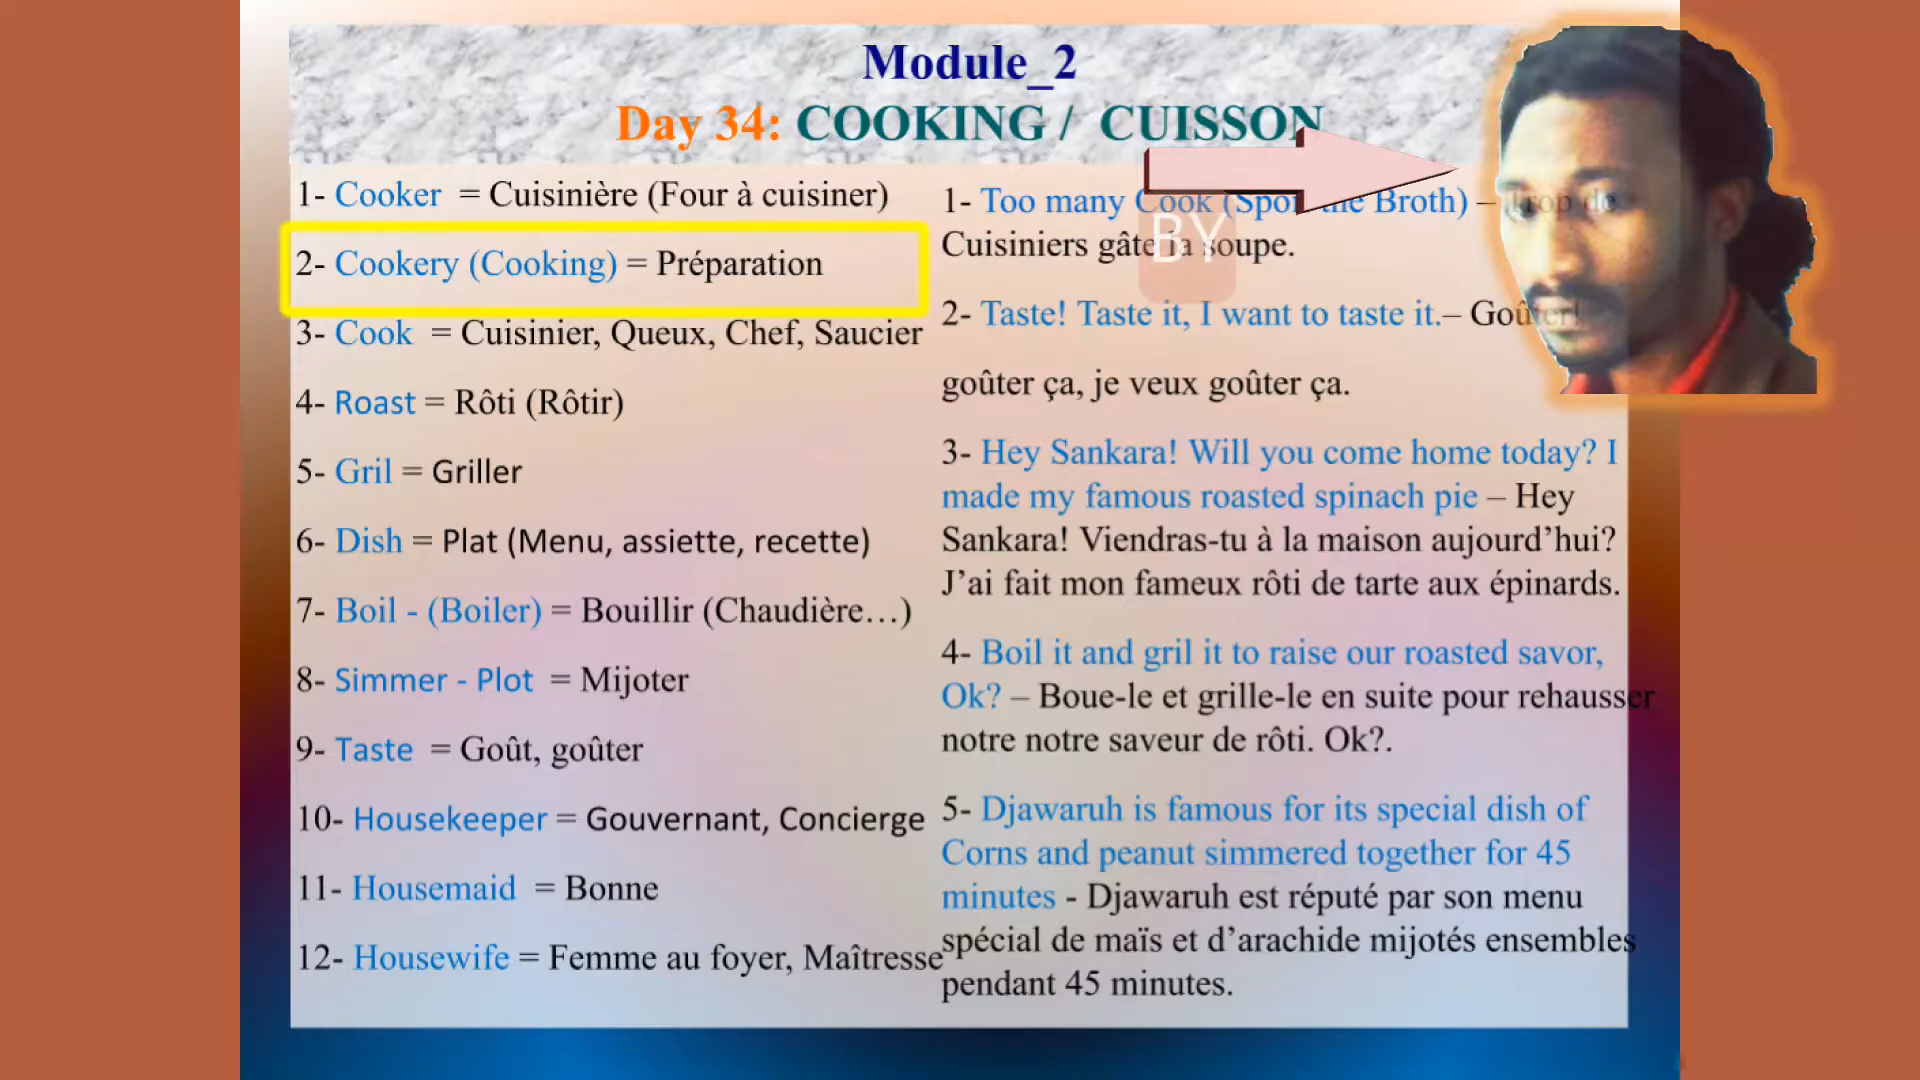 Module_2
Day 34: COOKING / CUISSON
1- Cooker = Cuisinière (Four à cuisiner)
2- Cookery (Cooking) = Préparation
3- Cook = Cuisinier, Queux, Chef, Saucier
4- Roast = Rôti (Rôtir)
5- Gril = Griller
6- Dish = Plat (Menu, assiette, recette)
7- Boil - (Boiler) = Bouillir (Chaudière…)
8- Simmer - Plot = Mijoter
9- Taste = Goût, goûter
10- Housekeeper = Gouvernant, Concierge
11- Housemaid = Bonne
12- Housewife = Femme au foyer, Maîtresse
1- Too many Cook (Spoil the Broth) – Trop de
Cuisiniers gâte la soupe.
BY
2- Taste! Taste it, I want to taste it.– Goûter!
goûter ça, je veux goûter ça.
3- Hey Sankara! Will you come home today? I
made my famous roasted spinach pie – Hey
Sankara! Viendras-tu à la maison aujourd’hui?
J’ai fait mon fameux rôti de tarte aux épinards.
4- Boil it and gril it to raise our roasted savor,
Ok? – Boue-le et grille-le en suite pour rehausser
notre notre saveur de rôti. Ok?.
5- Djawaruh is famous for its special dish of
Corns and peanut simmered together for 45
minutes - Djawaruh est réputé par son menu
spécial de maïs et d’arachide mijotés ensembles
pendant 45 minutes.